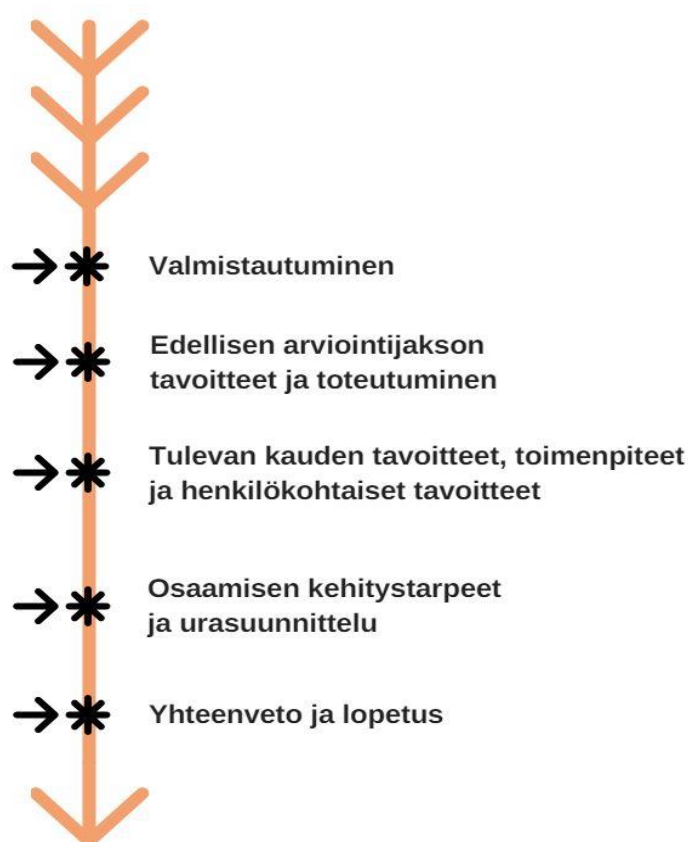 Valmistautuminen
Edellisen arviointijakson
tavoitteet ja toteutuminen
Tulevan kauden tavoitteet, toimenpiteet
ja henkilökohtaiset tavoitteet
Osaamisen kehitystarpeet
ja urasuunnittelu
Yhteenveto ja lopetus